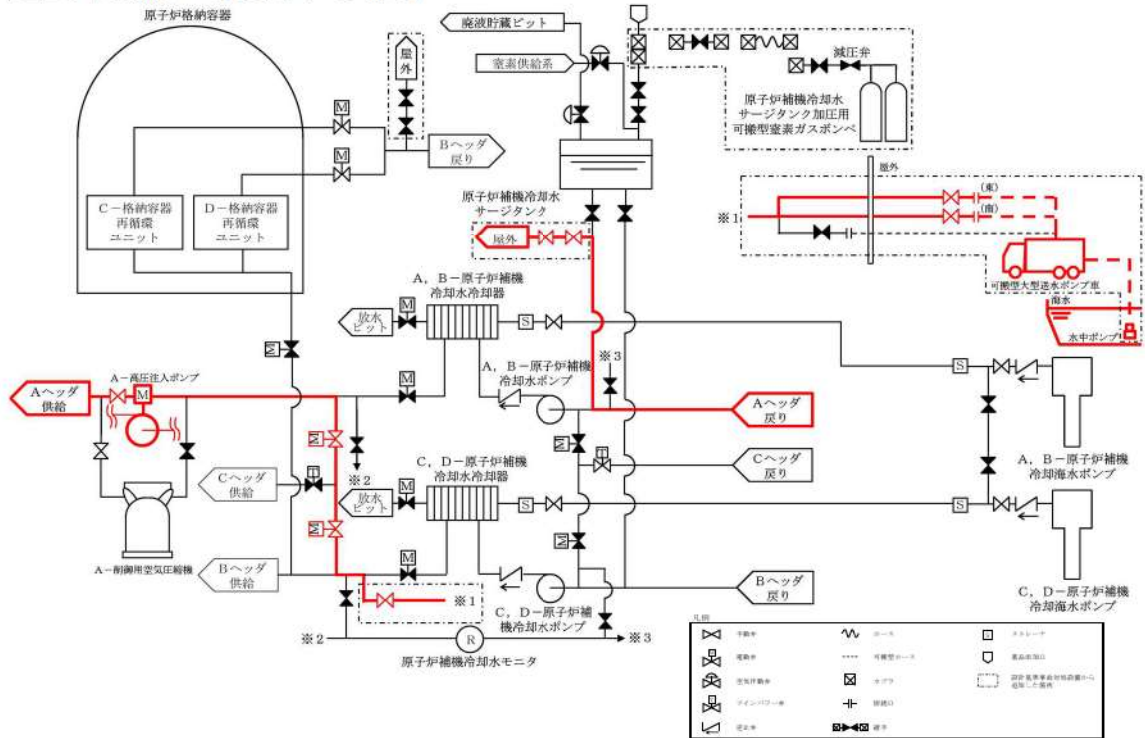 原子炉格納容器
屋外
Bヘッダ
戻り
C－格納容器
再循環
ユニット
D－格納容器
再循環
ユニット
廃液貯蔵ピット
窒素供給系
減圧弁
原子炉補機冷却水
サージタンク加圧用
可搬型窒素ガスボンベ
原子炉補機冷却水
サージタンク
屋外
屋外
※1
(東)
(南)
可搬型大型送水ポンプ車
海水
水中ポンプ
A，B－原子炉補機
冷却水冷却器
放水
ピット
S
S
A，B－原子炉補機
冷却水ポンプ
※3
A－高圧注入ポンプ
Aヘッダ
供給
M
Aヘッダ
戻り
Cヘッダ
戻り
A，B－原子炉補機
冷却海水ポンプ
※2
C，D－原子炉補機
冷却水冷却器
Cヘッダ
供給
放水
ピット
S
S
A－制御用空気圧縮機
Bヘッダ
供給
Bヘッダ
戻り
※1
C，D－原子炉補
機冷却水ポンプ
C，D－原子炉補機
冷却海水ポンプ
※2
R
※3
原子炉補機冷却水モニタ
凡例
手動弁
ホース
ストレーナ
電動弁
可搬型ホース
空気作動弁
カプラ
ツインパワー弁
接続口
逆止弁